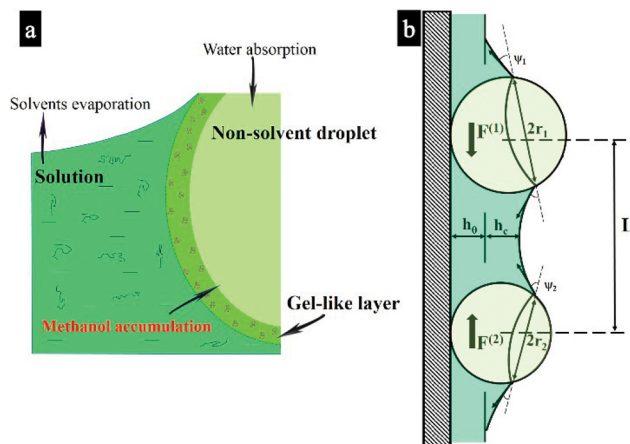 a
Water absorption
Solvents evaporation
Non-solvent droplet
Solution
Methanol accumulation
Gel-like layer
b
ψ₁
F⁽¹⁾
2r₁
h₀
h_c
L
ψ₂
F⁽²⁾
2r₂